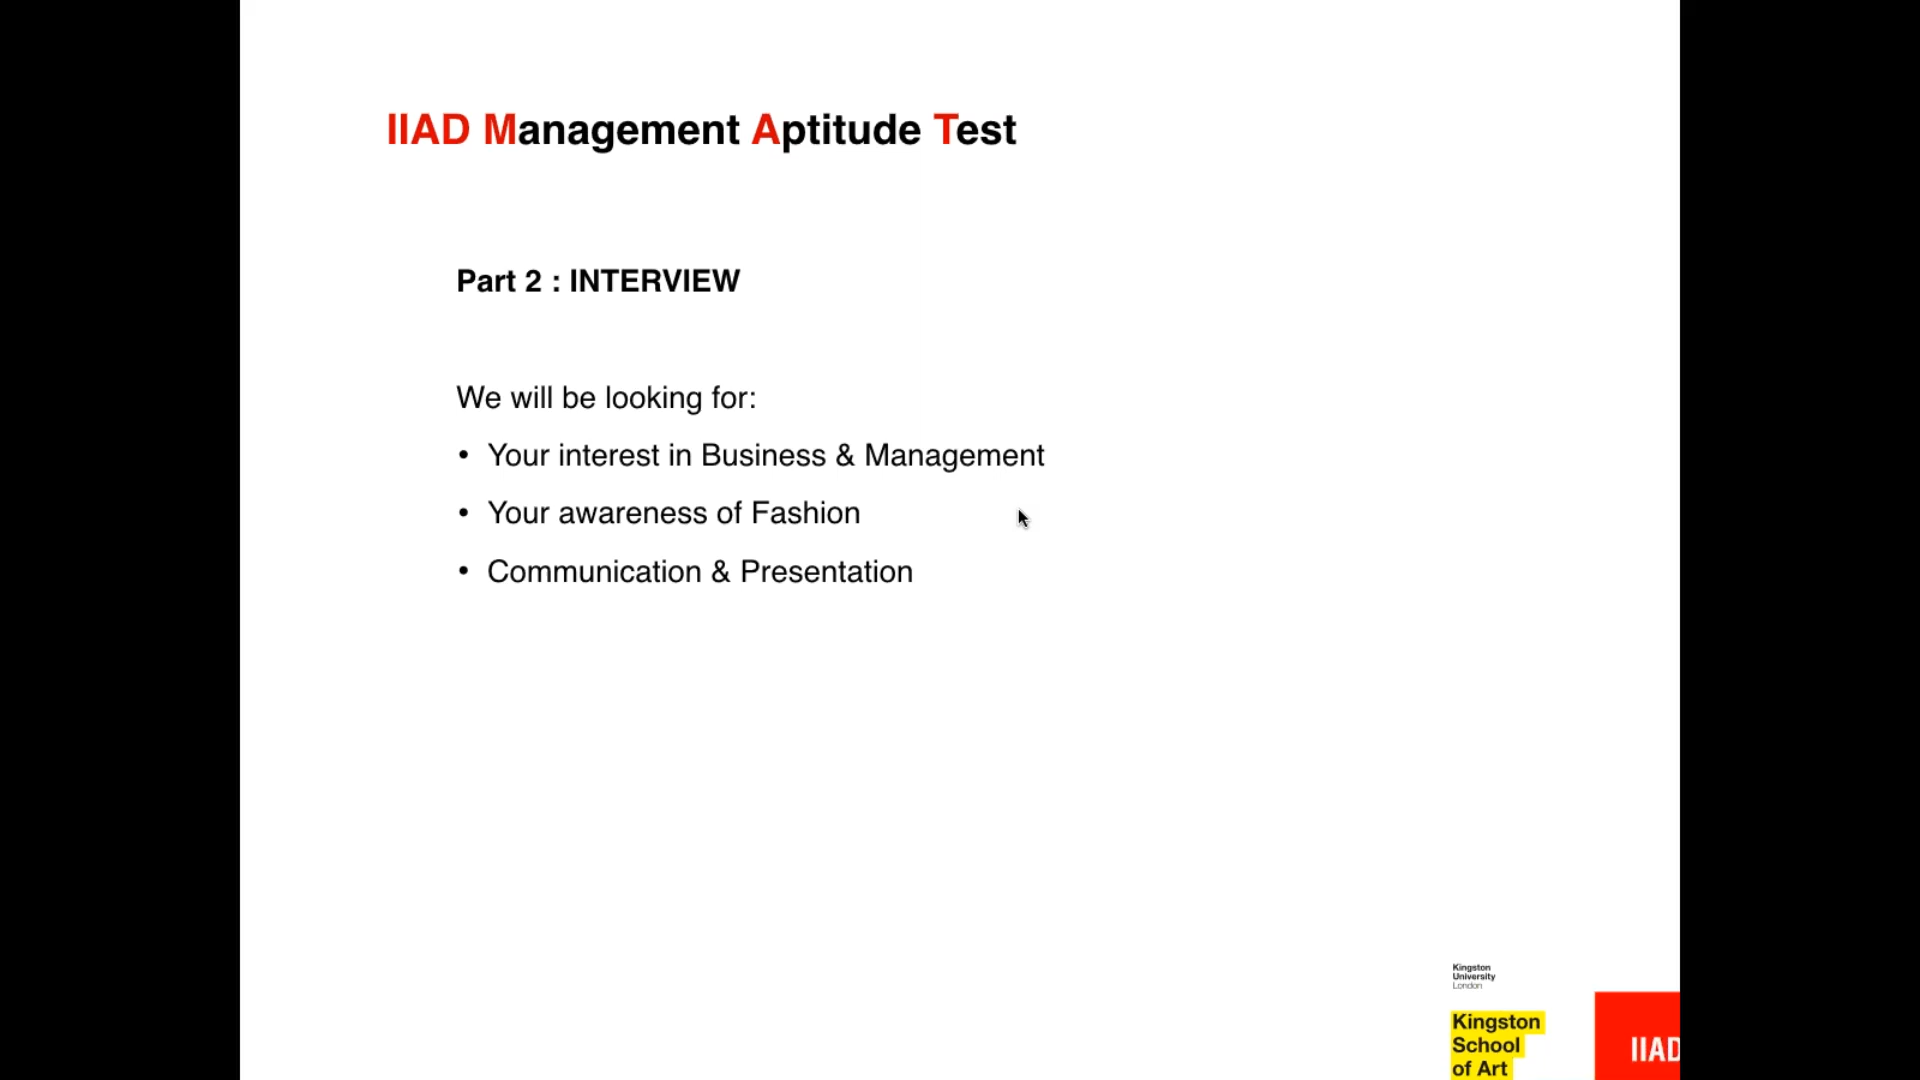 IIAD Management Aptitude Test
Part 2 : INTERVIEW
We will be looking for:
• Your interest in Business & Management
• Your awareness of Fashion
• Communication & Presentation
Kingston
University
London
Kingston
School
of Art
IIAD